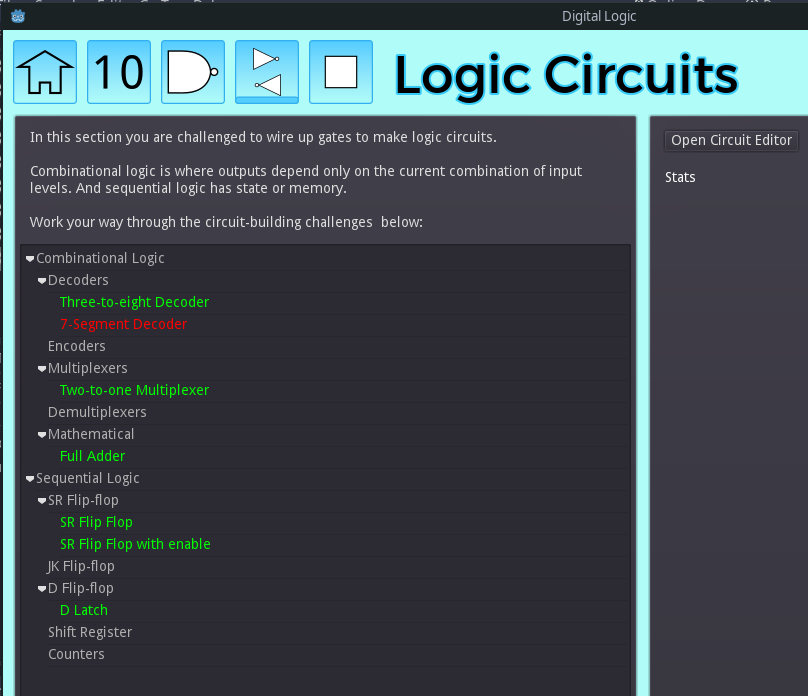 Digital Logic
10
Logic Circuits
In this section you are challenged to wire up gates to make logic circuits.
Combinational logic is where outputs depend only on the current combination of input
levels. And sequential logic has state or memory.
Work your way through the circuit-building challenges  below:
Combinational Logic
Decoders
Three-to-eight Decoder
7-Segment Decoder
Encoders
Multiplexers
Two-to-one Multiplexer
Demultiplexers
Mathematical
Full Adder
Sequential Logic
SR Flip-flop
SR Flip Flop
SR Flip Flop with enable
JK Flip-flop
D Flip-flop
D Latch
Shift Register
Counters
Open Circuit Editor
Stats